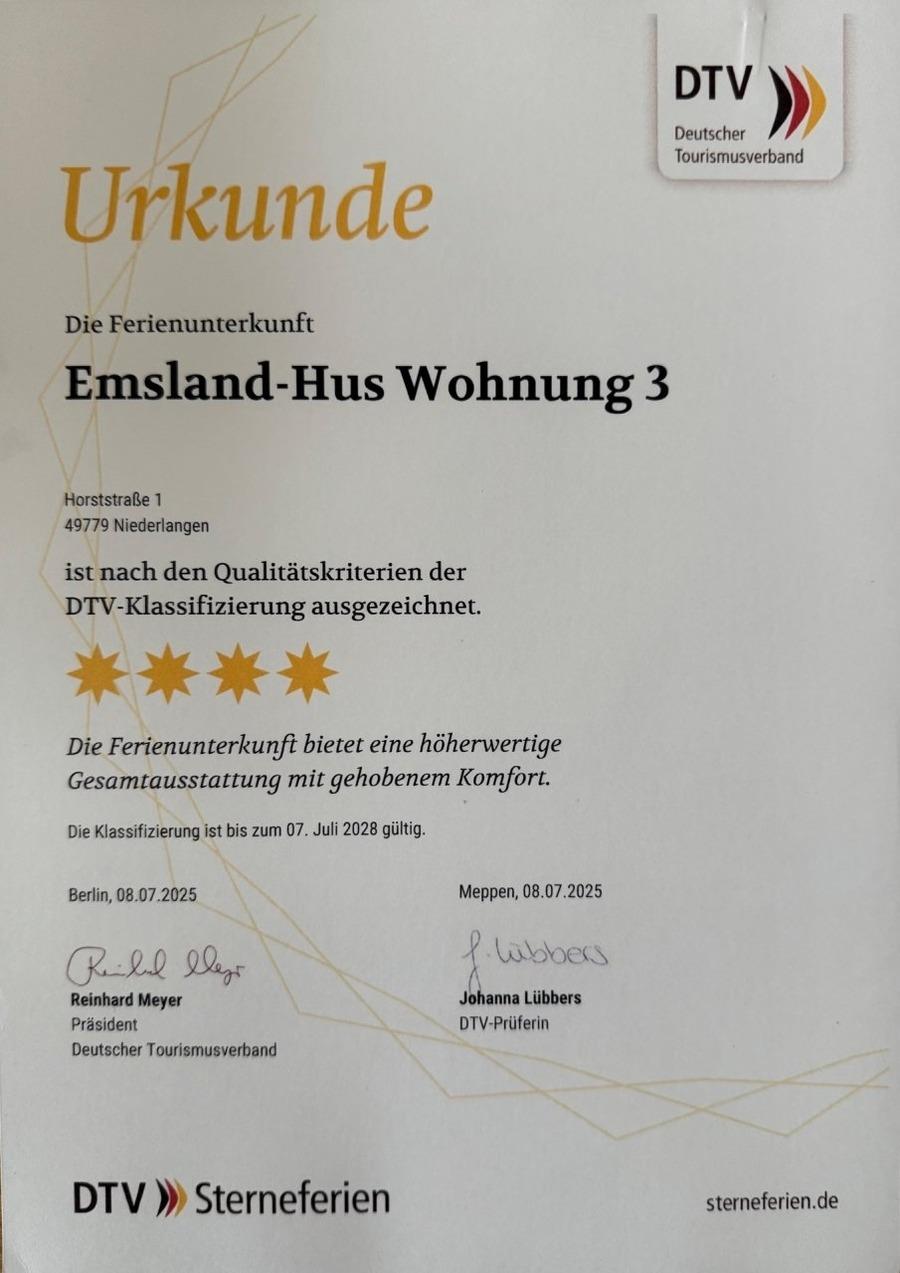 DTV
Deutscher
Tourismusverband
Urkunde
Die Ferienunterkunft
Emsland-Hus Wohnung 3
Horststraße 1
49779 Niederlangen
ist nach den Qualitätskriterien der
DTV-Klassifizierung ausgezeichnet.
Die Ferienunterkunft bietet eine höherwertige
Gesamtausstattung mit gehobenem Komfort.
Die Klassifizierung ist bis zum 07. Juli 2028 gültig.
Berlin, 08.07.2025
Reinhard Meyer
Reinhard Meyer
Präsident
Deutscher Tourismusverband
Meppen, 08.07.2025
J. Lübbers
Johanna Lübbers
DTV-Prüferin
DTV Sterneferien
sterneferien.de